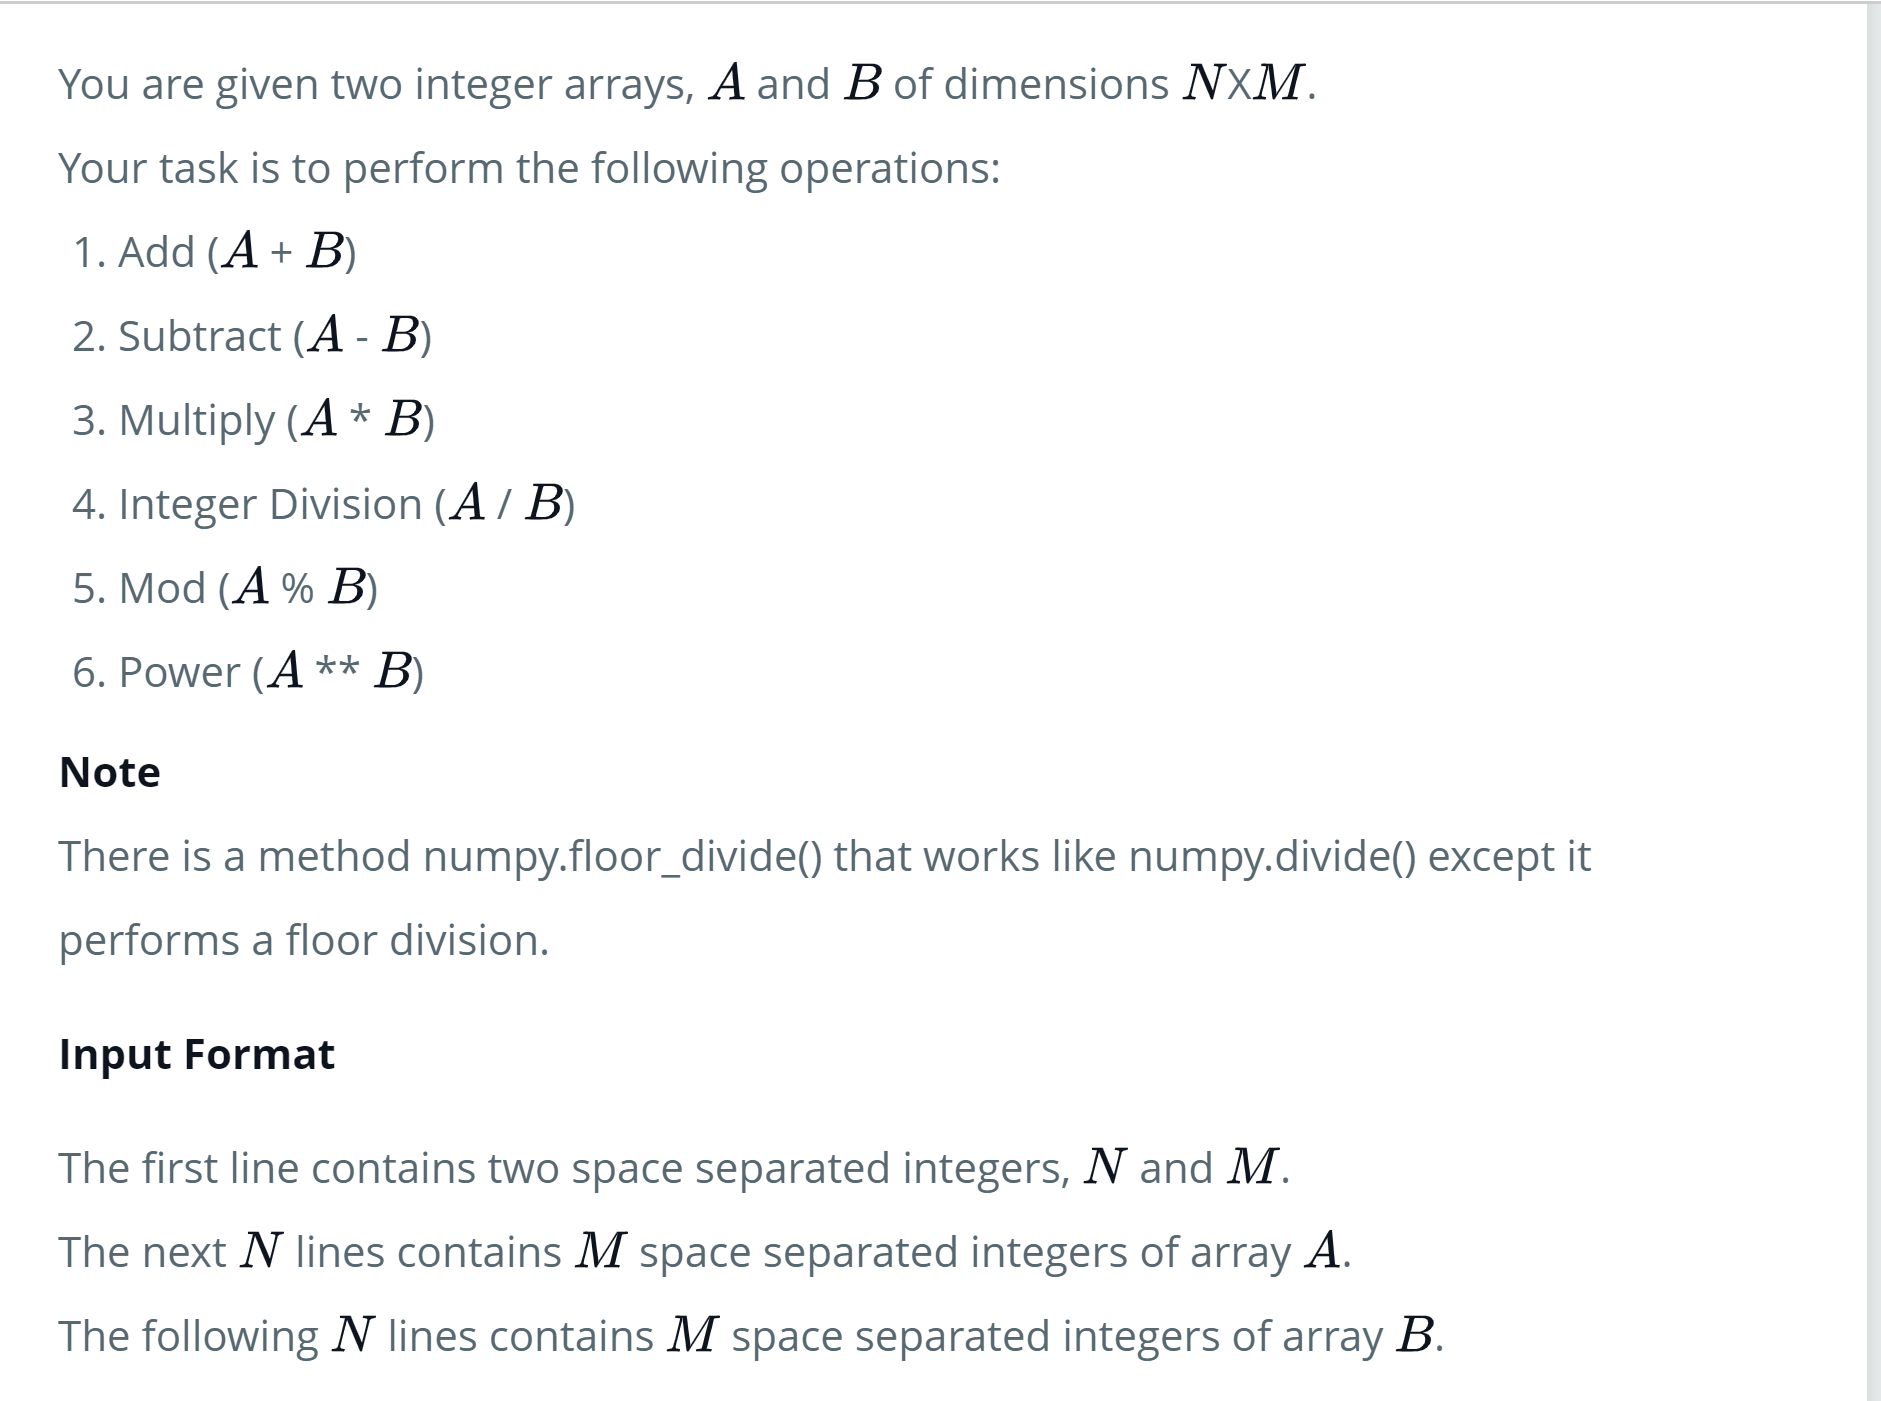 You are given two integer arrays, A and B of dimensions NXM.
Your task is to perform the following operations:
1. Add (A + B)
2. Subtract (A - B)
3. Multiply (A * B)
4. Integer Division (A / B)
5. Mod (A % B)
6. Power (A ** B)
Note
There is a method numpy.floor_divide() that works like numpy.divide() except it
performs a floor division.
Input Format
The first line contains two space separated integers, N and M.
The next N lines contains M space separated integers of array A.
The following N lines contains M space separated integers of array B.